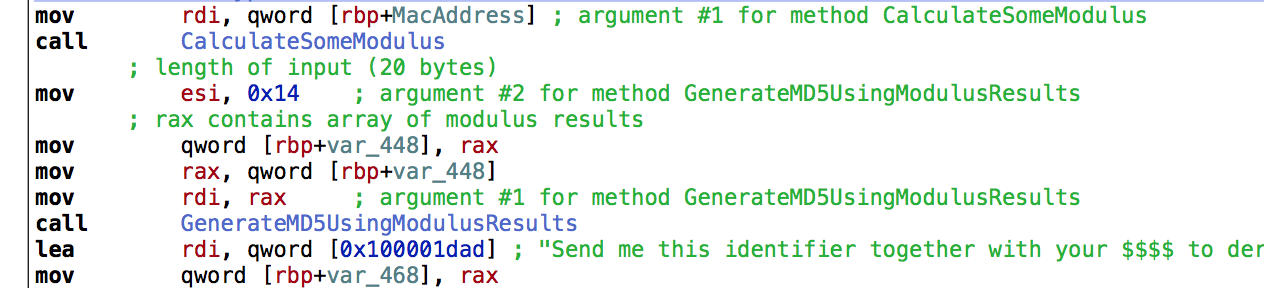 mov rdi, qword [rbp+MacAddress] ; argument #1 for method CalculateSomeModulus
call CalculateSomeModulus
; length of input (20 bytes)
mov esi, 0x14 ; argument #2 for method GenerateMD5UsingModulusResults
; rax contains array of modulus results
mov qword [rbp+var_448], rax
mov rax, qword [rbp+var_448]
mov rdi, rax ; argument #1 for method GenerateMD5UsingModulusResults
call GenerateMD5UsingModulusResults
lea rdi, qword [0x100001dad] ; "Send me this identifier together with your $$$$ to der
mov qword [rbp+var_468], rax